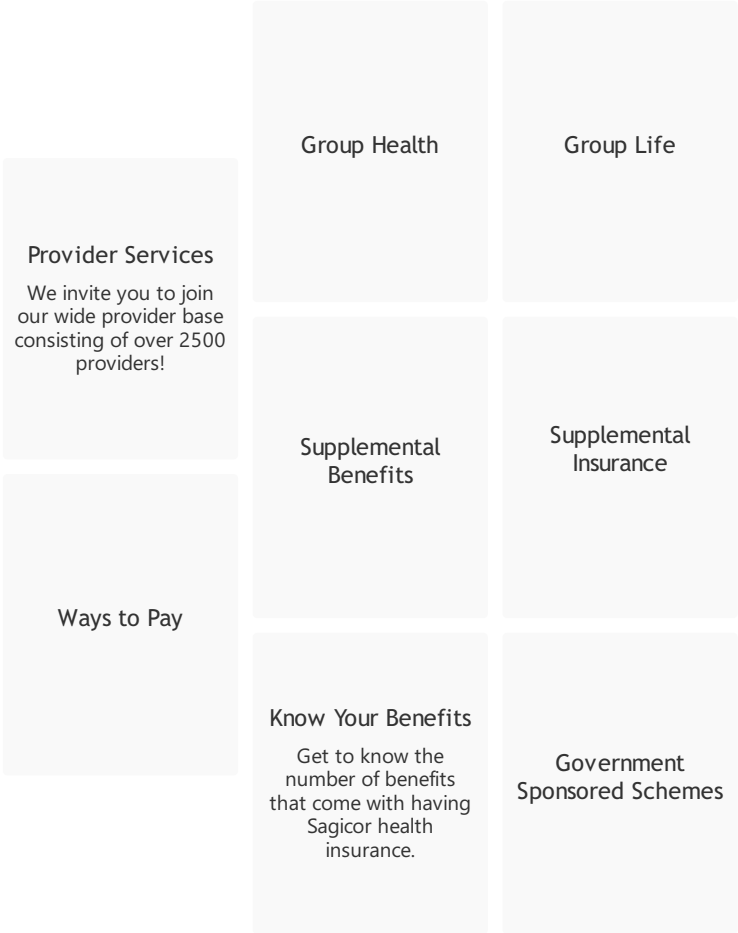 Provider Services
We invite you to join
our wide provider base
consisting of over 2500
providers!
Ways to Pay
Group Health
Supplemental
Benefits
Know Your Benefits
Get to know the
number of benefits
that come with having
Sagicor health
insurance.
Group Life
Supplemental
Insurance
Government
Sponsored Schemes